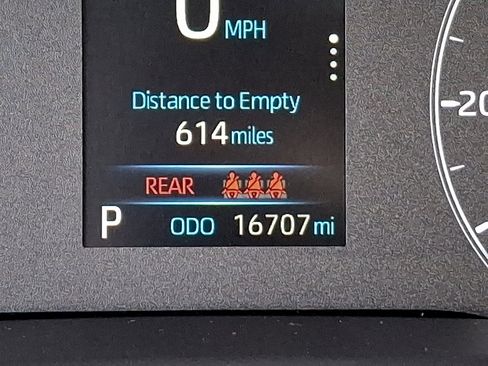 0 MPH
Distance to Empty
614 miles
REAR
P ODO 16707 mi
20